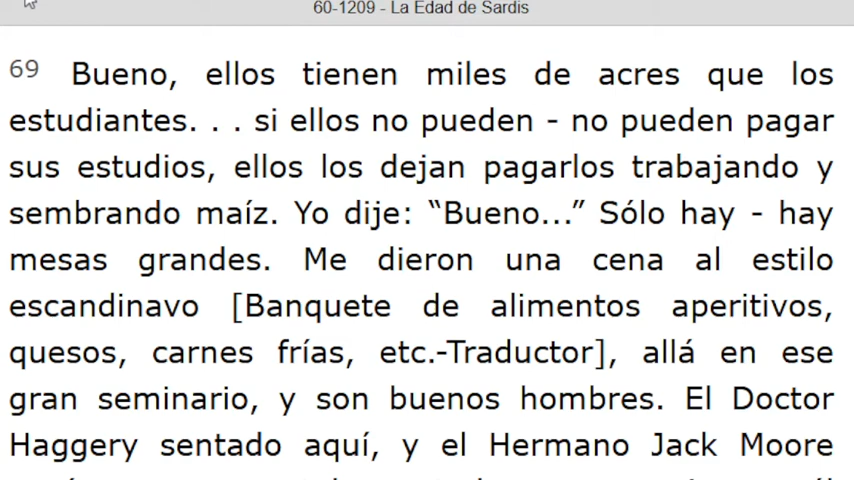 60-1209 - La Edad de Sardis
69 Bueno, ellos tienen miles de acres que los
estudiantes. . . si ellos no pueden - no pueden pagar
sus estudios, ellos los dejan pagarlos trabajando y
sembrando maíz. Yo dije: “Bueno...” Sólo hay - hay
mesas grandes. Me dieron una cena al estilo
escandinavo [Banquete de alimentos aperitivos,
quesos, carnes frías, etc.-Traductor], allá en ese
gran seminario, y son buenos hombres. El Doctor
Haggery sentado aquí, y el Hermano Jack Moore